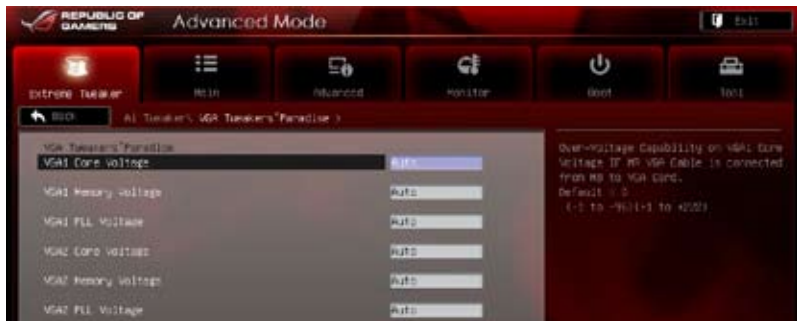 REPUBLIC OF
GAMERS
Advanced Mode
Exit
Extreme Tweaker
Main
Advanced
Monitor
Boot
Tool
Back
Ai Tweaker\ VGA Tweakers'Paradise >
VGA Tweakers'Paradise
VGA1 Core Voltage Auto
VGA1 Memory Voltage Auto
VGA1 PLL Voltage Auto
VGA2 Core Voltage Auto
VGA2 Memory Voltage Auto
VGA2 PLL Voltage Auto
Over-voltage Capability on VGA1 Core
Voltage IF HR VGA Cable is connected
from MB to VGA Card.
Default : 0